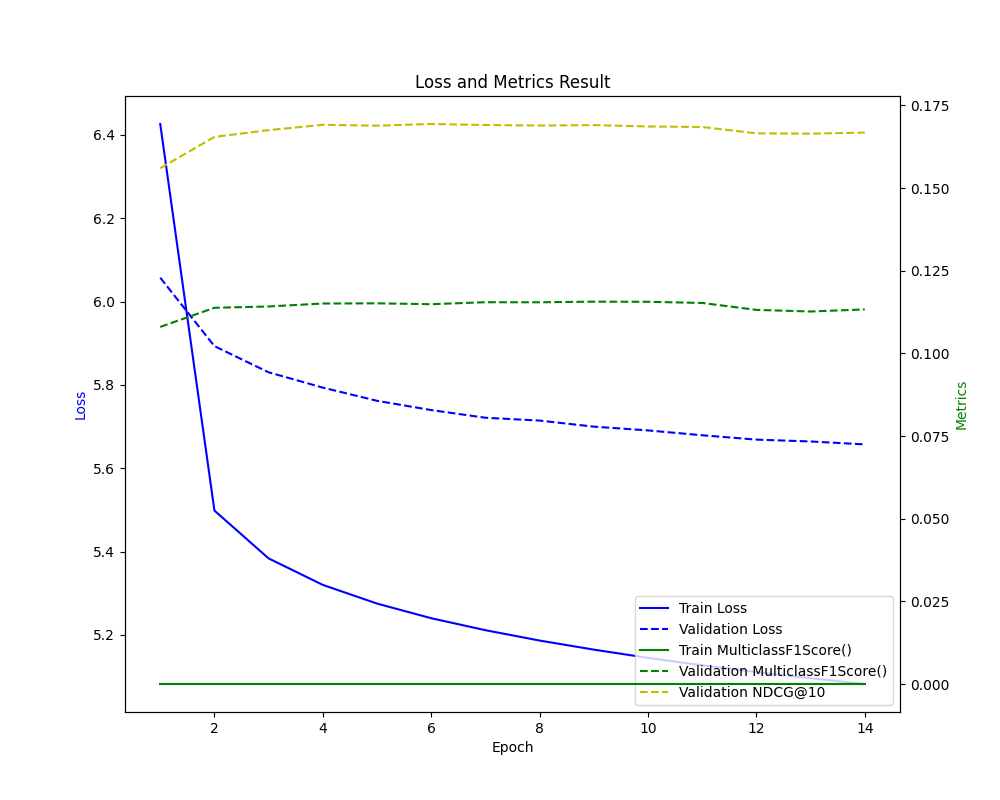 Loss and Metrics Result
6.4
6.2
6.0
5.8
5.6
5.4
5.2
Loss
0.175
0.150
0.125
0.100
0.075
0.050
0.025
0.000
Metrics
Train Loss
Validation Loss
Train MulticlassF1Score()
Validation MulticlassF1Score()
Validation NDCG@10
2 4 6 8 10 12 14
Epoch